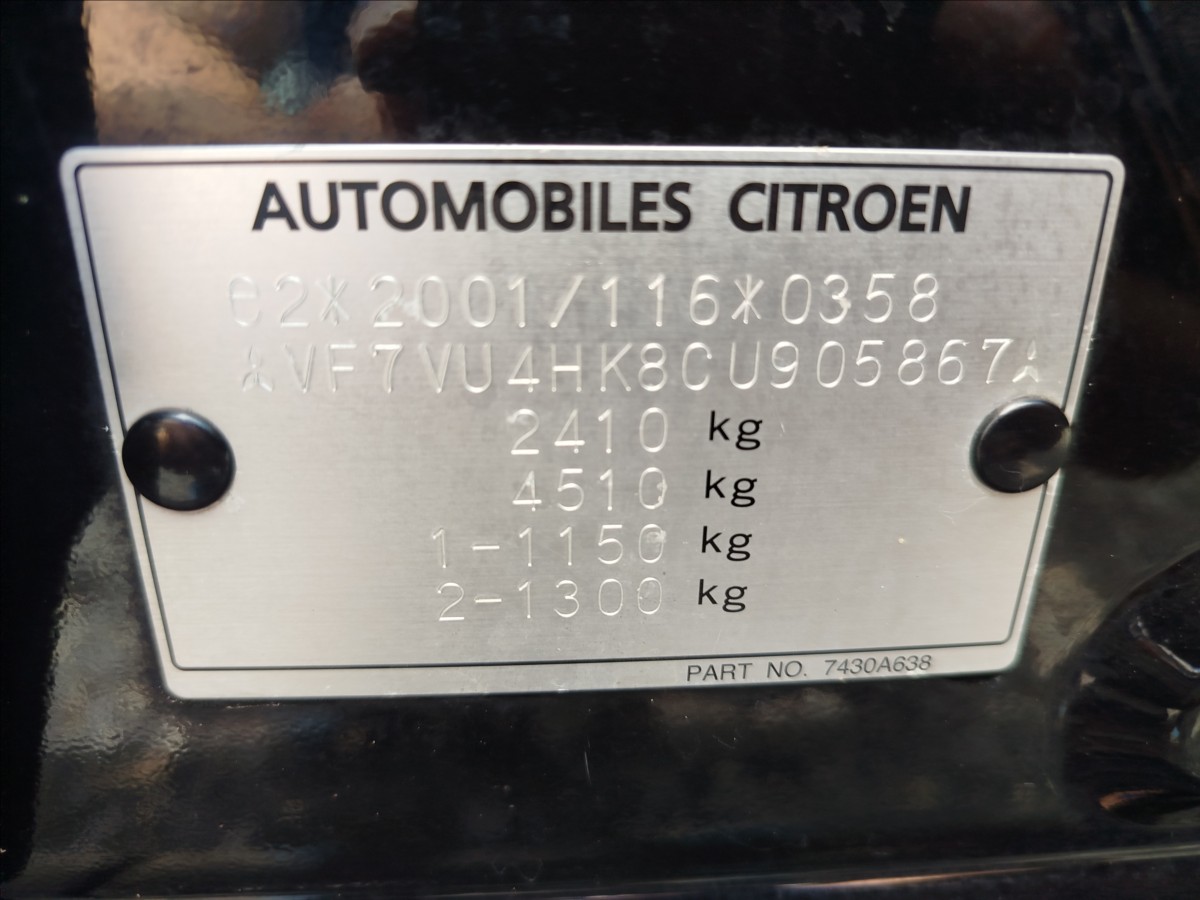 AUTOMOBILES CITROEN
e2*2001/116*0358
*VF7VU4HK8CU905867*
2410 kg
4510 kg
1-1150 kg
2-1300 kg
PART NO. 7430A638